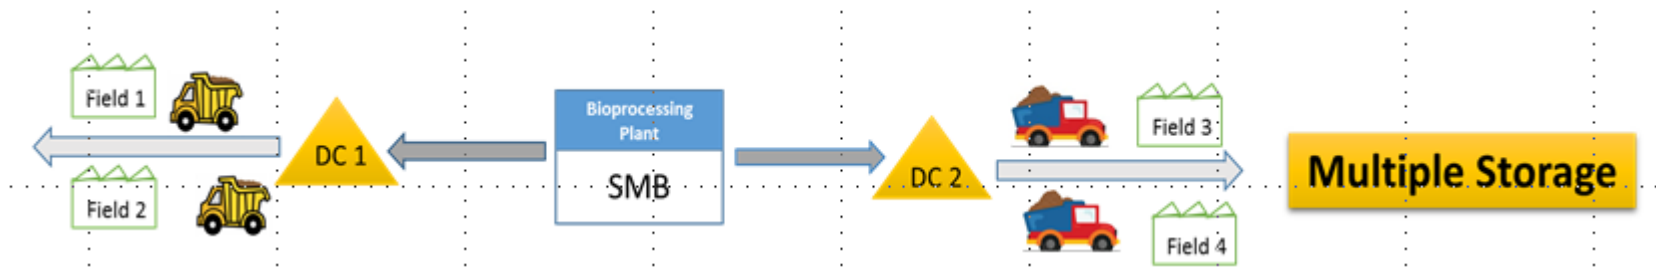 Field 1
Field 2
DC 1
Bioprocessing
Plant
SMB
DC 2
Field 3
Field 4
Multiple Storage